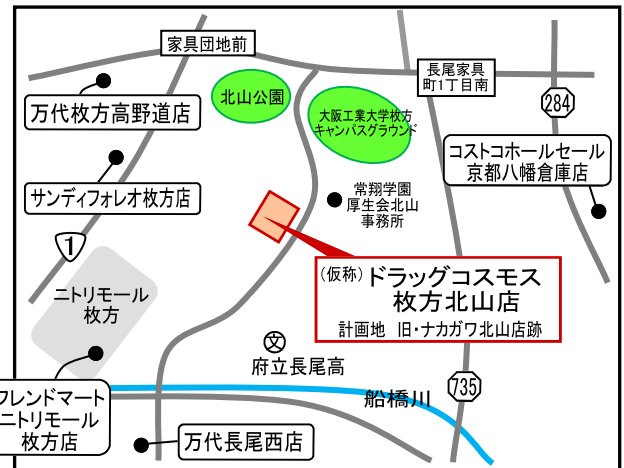 家具団地前
長尾家具
町1丁目南
万代枚方高野道店
北山公園
大阪工業大学枚方
キャンパスグラウンド
284
コストコホールセール
京都八幡倉庫店
サンディフォレオ枚方店
常翔学園
厚生会北山
事務所
1
(仮称)ドラッグコスモス
枚方北山店
計画地 旧・ナカガワ北山店跡
ニトリモール
枚方
文
府立長尾高
735
船橋川
フレンドマート
ニトリモール
枚方店
万代長尾西店